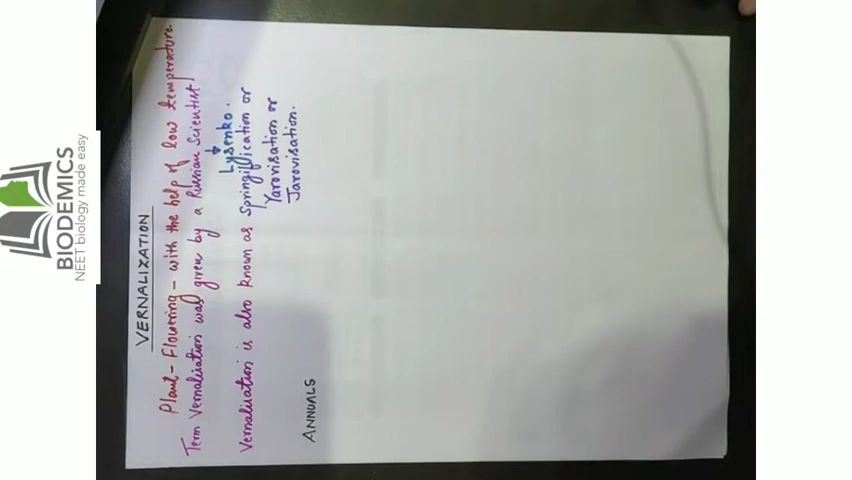 BIODEMICS
NEET biology made easy
VERNALIZATION
Plant - Flowering - with the help of low temperature.
Term Vernalisation was given by a Russian Scientist
Lysenko.
Vernalisation is also known as Springification or
Yarovisation or
Jarovisation.
ANNUALS